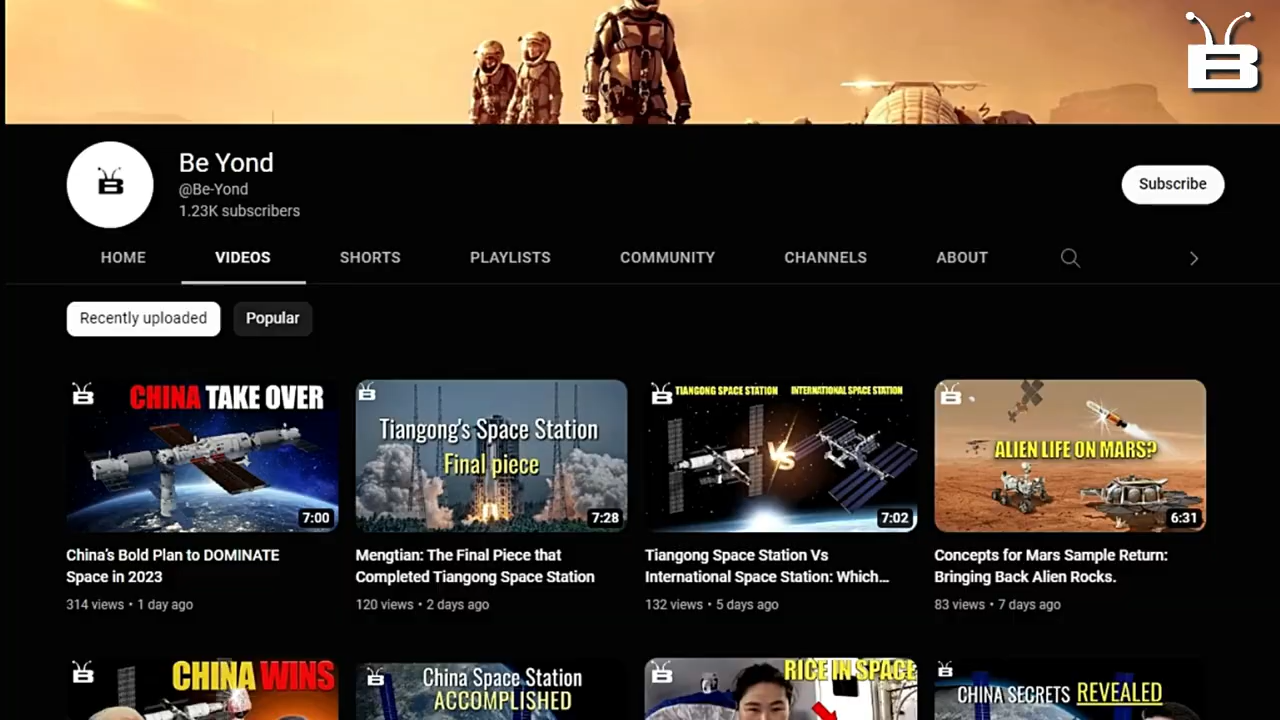 B
B
Be Yond
@Be-Yond
1.23K subscribers
Subscribe
HOME
VIDEOS
SHORTS
PLAYLISTS
COMMUNITY
CHANNELS
ABOUT
Recently uploaded
Popular
B
CHINA TAKE OVER
7:00
B
Tiangong's Space Station
Final piece
7:28
B
TIANGONG SPACE STATION
INTERNATIONAL SPACE STATION
VS
7:02
B
ALIEN LIFE ON MARS?
6:31
China's Bold Plan to DOMINATE
Space in 2023
314 views • 1 day ago
Mengtian: The Final Piece that
Completed Tiangong Space Station
120 views • 2 days ago
Tiangong Space Station Vs
International Space Station: Which...
132 views • 5 days ago
Concepts for Mars Sample Return:
Bringing Back Alien Rocks.
83 views • 7 days ago
B
CHINA WINS
B
China Space Station
ACCOMPLISHED
B
RICE IN SPACE
B
CHINA SECRETS REVEALED